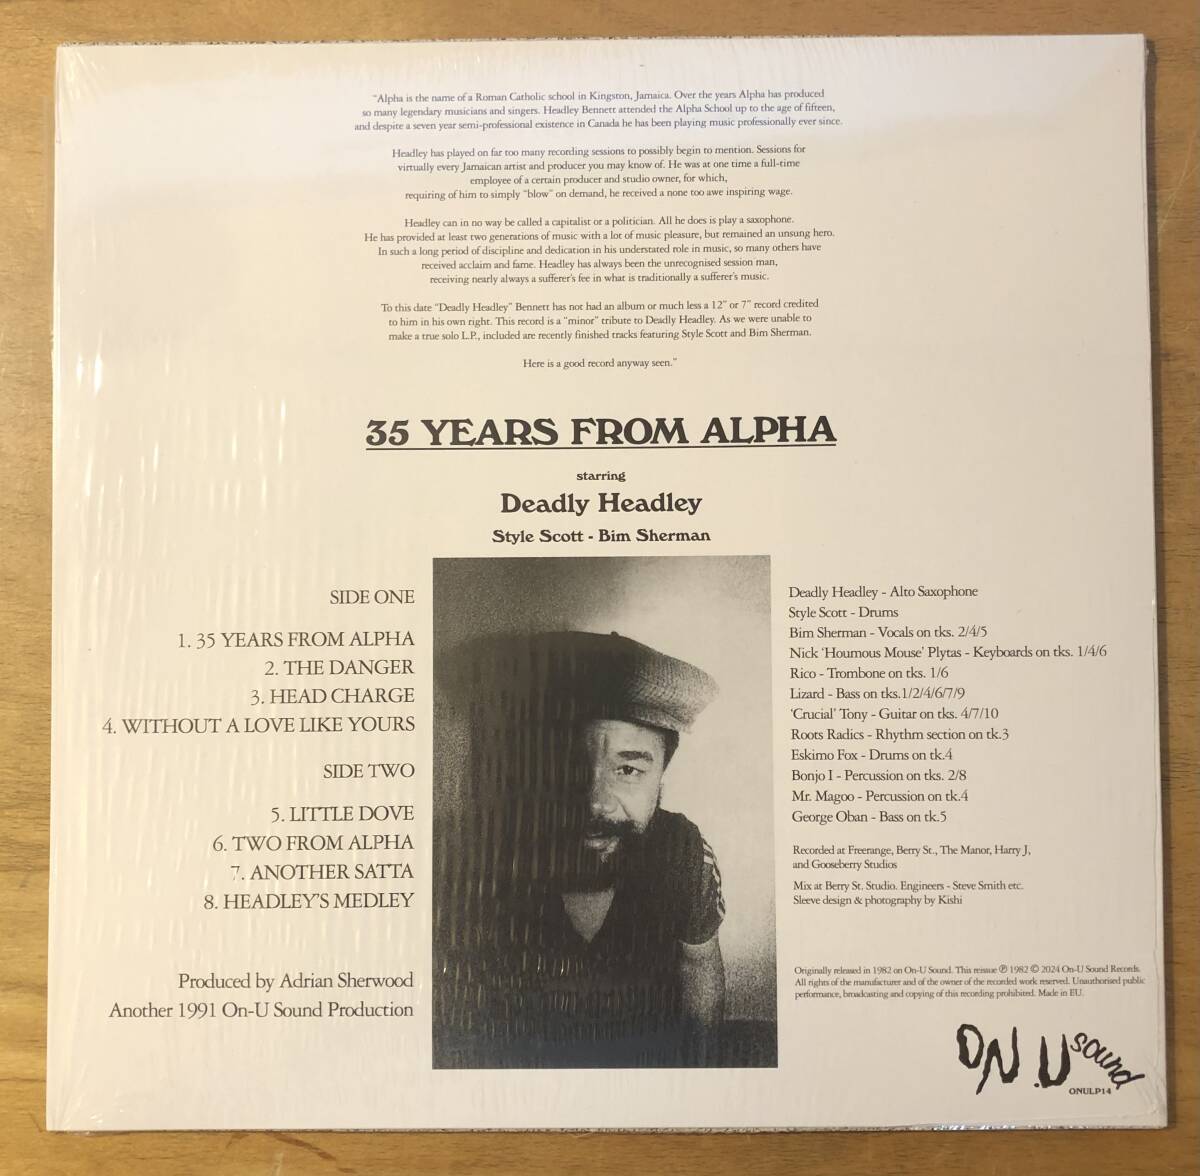 "Alpha is the name of a Roman Catholic school in Kingston, Jamaica. Over the years Alpha has produced
so many legendary musicians and singers. Headley Bennett attended the Alpha School up to the age of fifteen,
and despite a seven year semi-professional existence in Canada he has been playing music professionally ever since.
Headley has played on far too many recording sessions to possibly begin to mention. Sessions for
virtually every Jamaican artist and producer you may know of. He was at one time a full-time
employee of a certain producer and studio owner, for which,
requiring of him to simply "blow" on demand, he received a none too awe inspiring wage.
Headley can in no way be called a capitalist or a politician. All he does is play a saxophone.
He has provided at least two generations of music with a lot of music pleasure, but remained an unsung hero.
In such a long period of discipline and dedication in his understated role in music, so many others have
received acclaim and fame. Headley has always been the unrecognised session man,
receiving nearly always a sufferer's fee in what is traditionally a sufferer's music.
To this date "Deadly Headley" Bennett has not had an album or much less a 12" or 7" record credited
to him in his own right. This record is a "minor" tribute to Deadly Headley. As we were unable to
make a true solo L.P., included are recently finished tracks featuring Style Scott and Bim Sherman.
Here is a good record anyway seen."
35 YEARS FROM ALPHA
starring
Deadly Headley
Style Scott - Bim Sherman
SIDE ONE
1. 35 YEARS FROM ALPHA
2. THE DANGER
3. HEAD CHARGE
4. WITHOUT A LOVE LIKE YOURS
SIDE TWO
5. LITTLE DOVE
6. TWO FROM ALPHA
7. ANOTHER SATTA
8. HEADLEY'S MEDLEY
Produced by Adrian Sherwood
Another 1991 On-U Sound Production
Deadly Headley - Alto Saxophone
Style Scott - Drums
Bim Sherman - Vocals on tks. 2/4/5
Nick 'Houmous Mouse' Plytas - Keyboards on tks. 1/4/6
Rico - Trombone on tks. 1/6
Lizard - Bass on tks.1/2/4/6/7/9
'Crucial' Tony - Guitar on tks. 4/7/10
Roots Radics - Rhythm section on tk.3
Eskimo Fox - Drums on tk.4
Bonjo I - Percussion on tks. 2/8
Mr. Magoo - Percussion on tk.4
George Oban - Bass on tk.5
Recorded at Freerange, Berry St., The Manor, Harry J,
and Gooseberry Studios
Mix at Berry St. Studio. Engineers - Steve Smith etc.
Sleeve design & photography by Kishi
Originally released in 1982 on On-U Sound. This reissue ℗ 1982 © 2024 On-U Sound Records.
All rights of the manufacturer and of the owner of the recorded work reserved. Unauthorised public
performance, broadcasting and copying of this recording prohibited. Made in EU.
ON.U sound
ONULP14